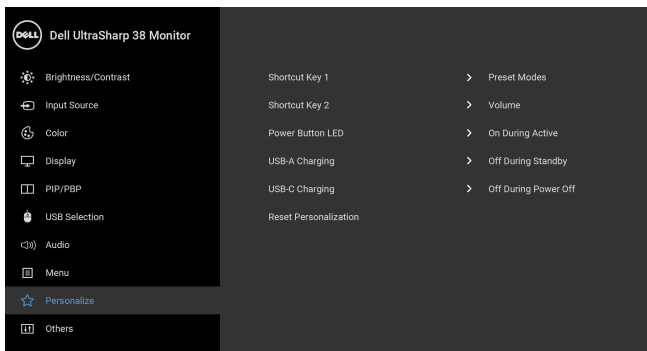 DELL Dell UltraSharp 38 Monitor
Brightness/Contrast
Input Source
Color
Display
PIP/PBP
USB Selection
Audio
Menu
Personalize
Others
Shortcut Key 1 > Preset Modes
Shortcut Key 2 > Volume
Power Button LED > On During Active
USB-A Charging > Off During Standby
USB-C Charging > Off During Power Off
Reset Personalization